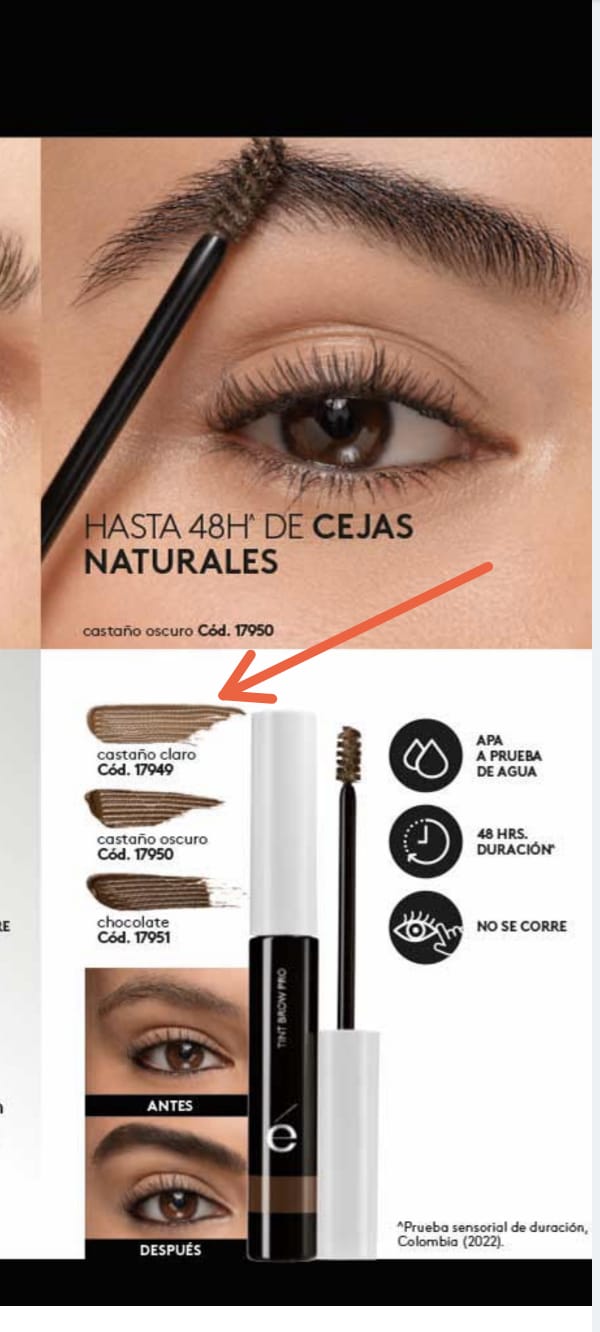 HASTA 48H^ DE CEJAS
NATURALES
castaño oscuro Cód. 17950
castaño claro
Cód. 17949
castaño oscuro
Cód. 17950
chocolate
Cód. 17951
APA
A PRUEBA
DE AGUA
48 HRS.
DURACIÓN^
NO SE CORRE
TINT BROW PRO
é
ANTES
DESPUÉS
^Prueba sensorial de duración,
Colombia (2022).